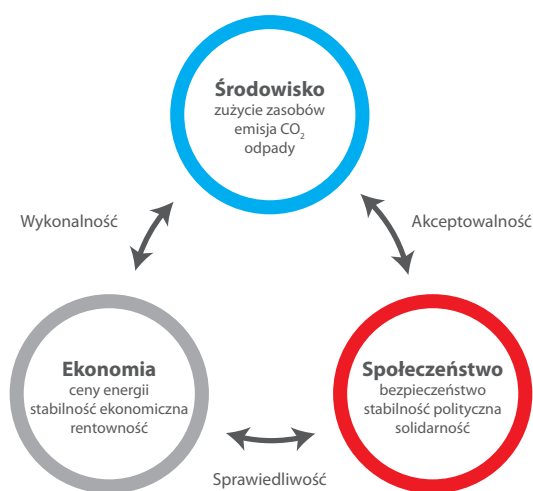 Środowisko
zużycie zasobów
emisja CO₂
odpady
Wykonalność
Akceptowalność
Ekonomia
ceny energii
stabilność ekonomiczna
rentowność
Społeczeństwo
bezpieczeństwo
stabilność polityczna
solidarność
Sprawiedliwość